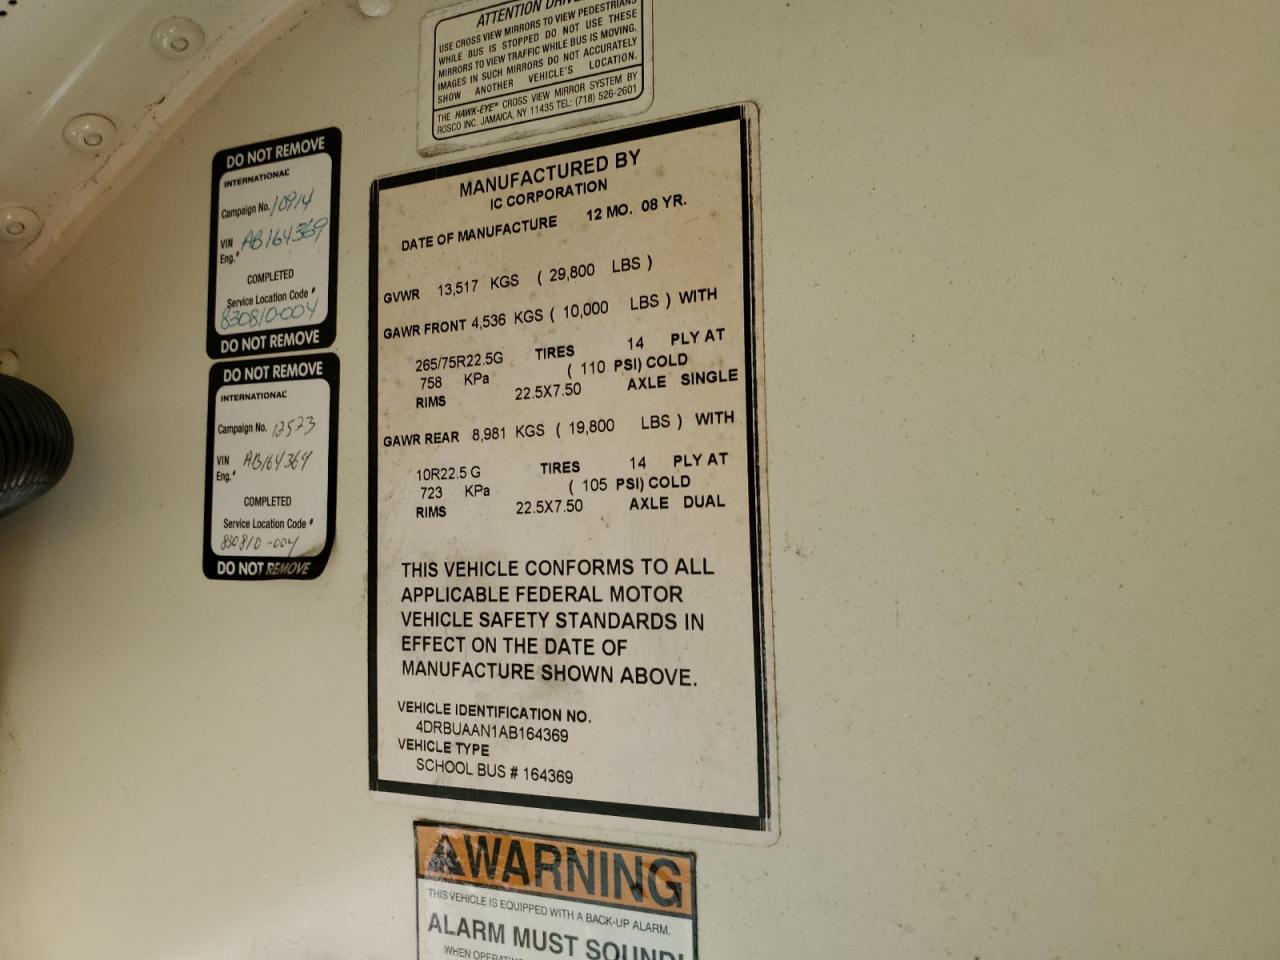 ATTENTION
USE CROSS VIEW MIRRORS TO VIEW PEDESTRIANS
WHILE BUS IS STOPPED DO NOT USE THESE
MIRRORS TO VIEW TRAFFIC WHILE BUS IS MOVING.
IMAGES IN SUCH MIRRORS DO NOT ACCURATELY
SHOW ANOTHER VEHICLE'S LOCATION.
THE HAWK-EYE® CROSS VIEW MIRROR SYSTEM BY
ROSCO INC. JAMAICA, NY 11435 TEL: (718) 526-2601
DO NOT REMOVE
INTERNATIONAL
Campaign No. 10914
VIN AB164369
Eng.#
COMPLETED
Service Location Code #
830810-004
DO NOT REMOVE
DO NOT REMOVE
INTERNATIONAL
Campaign No. 12523
VIN AB164369
Eng.#
COMPLETED
Service Location Code #
830810-004
DO NOT REMOVE
MANUFACTURED BY
IC CORPORATION
DATE OF MANUFACTURE 12 MO. 08 YR.
GVWR 13,517 KGS ( 29,800 LBS )
GAWR FRONT 4,536 KGS ( 10,000 LBS ) WITH
265/75R22.5G TIRES 14 PLY AT
758 KPa ( 110 PSI) COLD
RIMS 22.5X7.50 AXLE SINGLE
GAWR REAR 8,981 KGS ( 19,800 LBS ) WITH
10R22.5 G TIRES 14 PLY AT
723 KPa ( 105 PSI) COLD
RIMS 22.5X7.50 AXLE DUAL
THIS VEHICLE CONFORMS TO ALL
APPLICABLE FEDERAL MOTOR
VEHICLE SAFETY STANDARDS IN
EFFECT ON THE DATE OF
MANUFACTURE SHOWN ABOVE.
VEHICLE IDENTIFICATION NO.
4DRBUAAN1AB164369
VEHICLE TYPE
SCHOOL BUS # 164369
WARNING
THIS VEHICLE IS EQUIPPED WITH A BACK-UP ALARM.
ALARM MUST SOUND!
WHEN